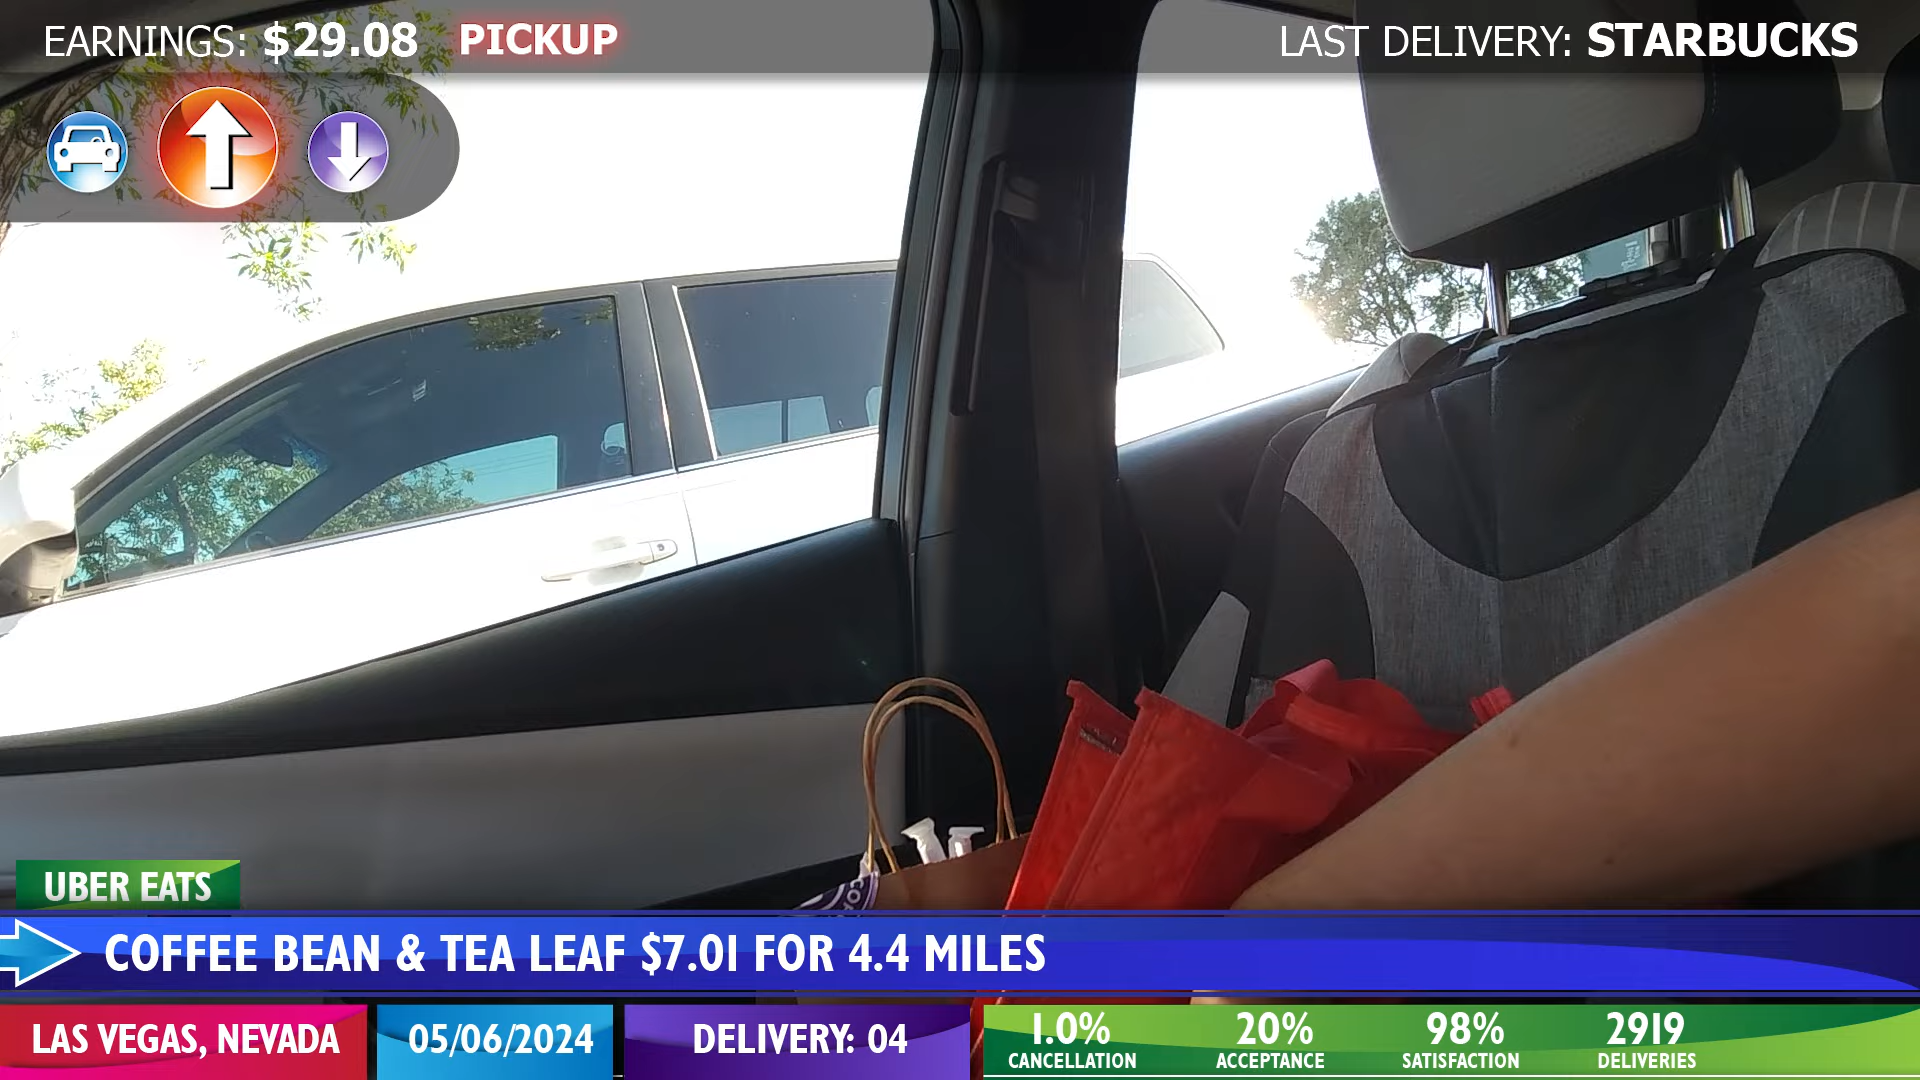 EARNINGS: $29.08 PICKUP
LAST DELIVERY: STARBUCKS
UBER EATS
COFFEE BEAN & TEA LEAF $7.01 FOR 4.4 MILES
LAS VEGAS, NEVADA
05/06/2024
DELIVERY: 04
1.0% CANCELLATION
20% ACCEPTANCE
98% SATISFACTION
2919 DELIVERIES